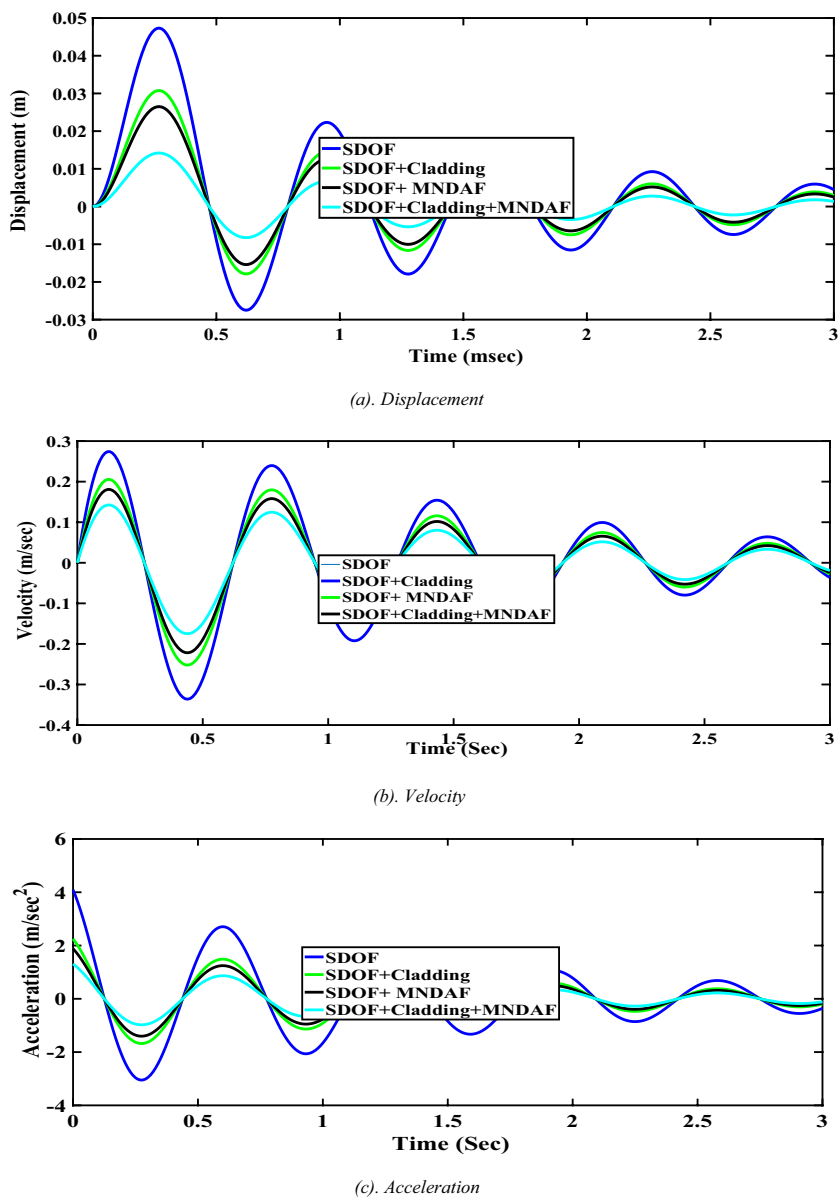 0.05
0.04
0.03
0.02
0.01
0
-0.01
-0.02
-0.03
Displacement (m)
SDOF
SDOF+Cladding
SDOF+ MNDAF
SDOF+Cladding+MNDAF
0 0.5 1 1.5 2 2.5 3
Time (msec)
(a). Displacement
0.3
0.2
0.1
0
-0.1
-0.2
-0.3
-0.4
Velocity (m/sec)
SDOF
SDOF+Cladding
SDOF+ MNDAF
SDOF+Cladding+MNDAF
0 0.5 1 1.5 2 2.5 3
Time (Sec)
(b). Velocity
6
4
2
0
-2
-4
Acceleration (m/sec²)
SDOF
SDOF+Cladding
SDOF+ MNDAF
SDOF+Cladding+MNDAF
0 0.5 1 1.5 2 2.5 3
Time (Sec)
(c). Acceleration